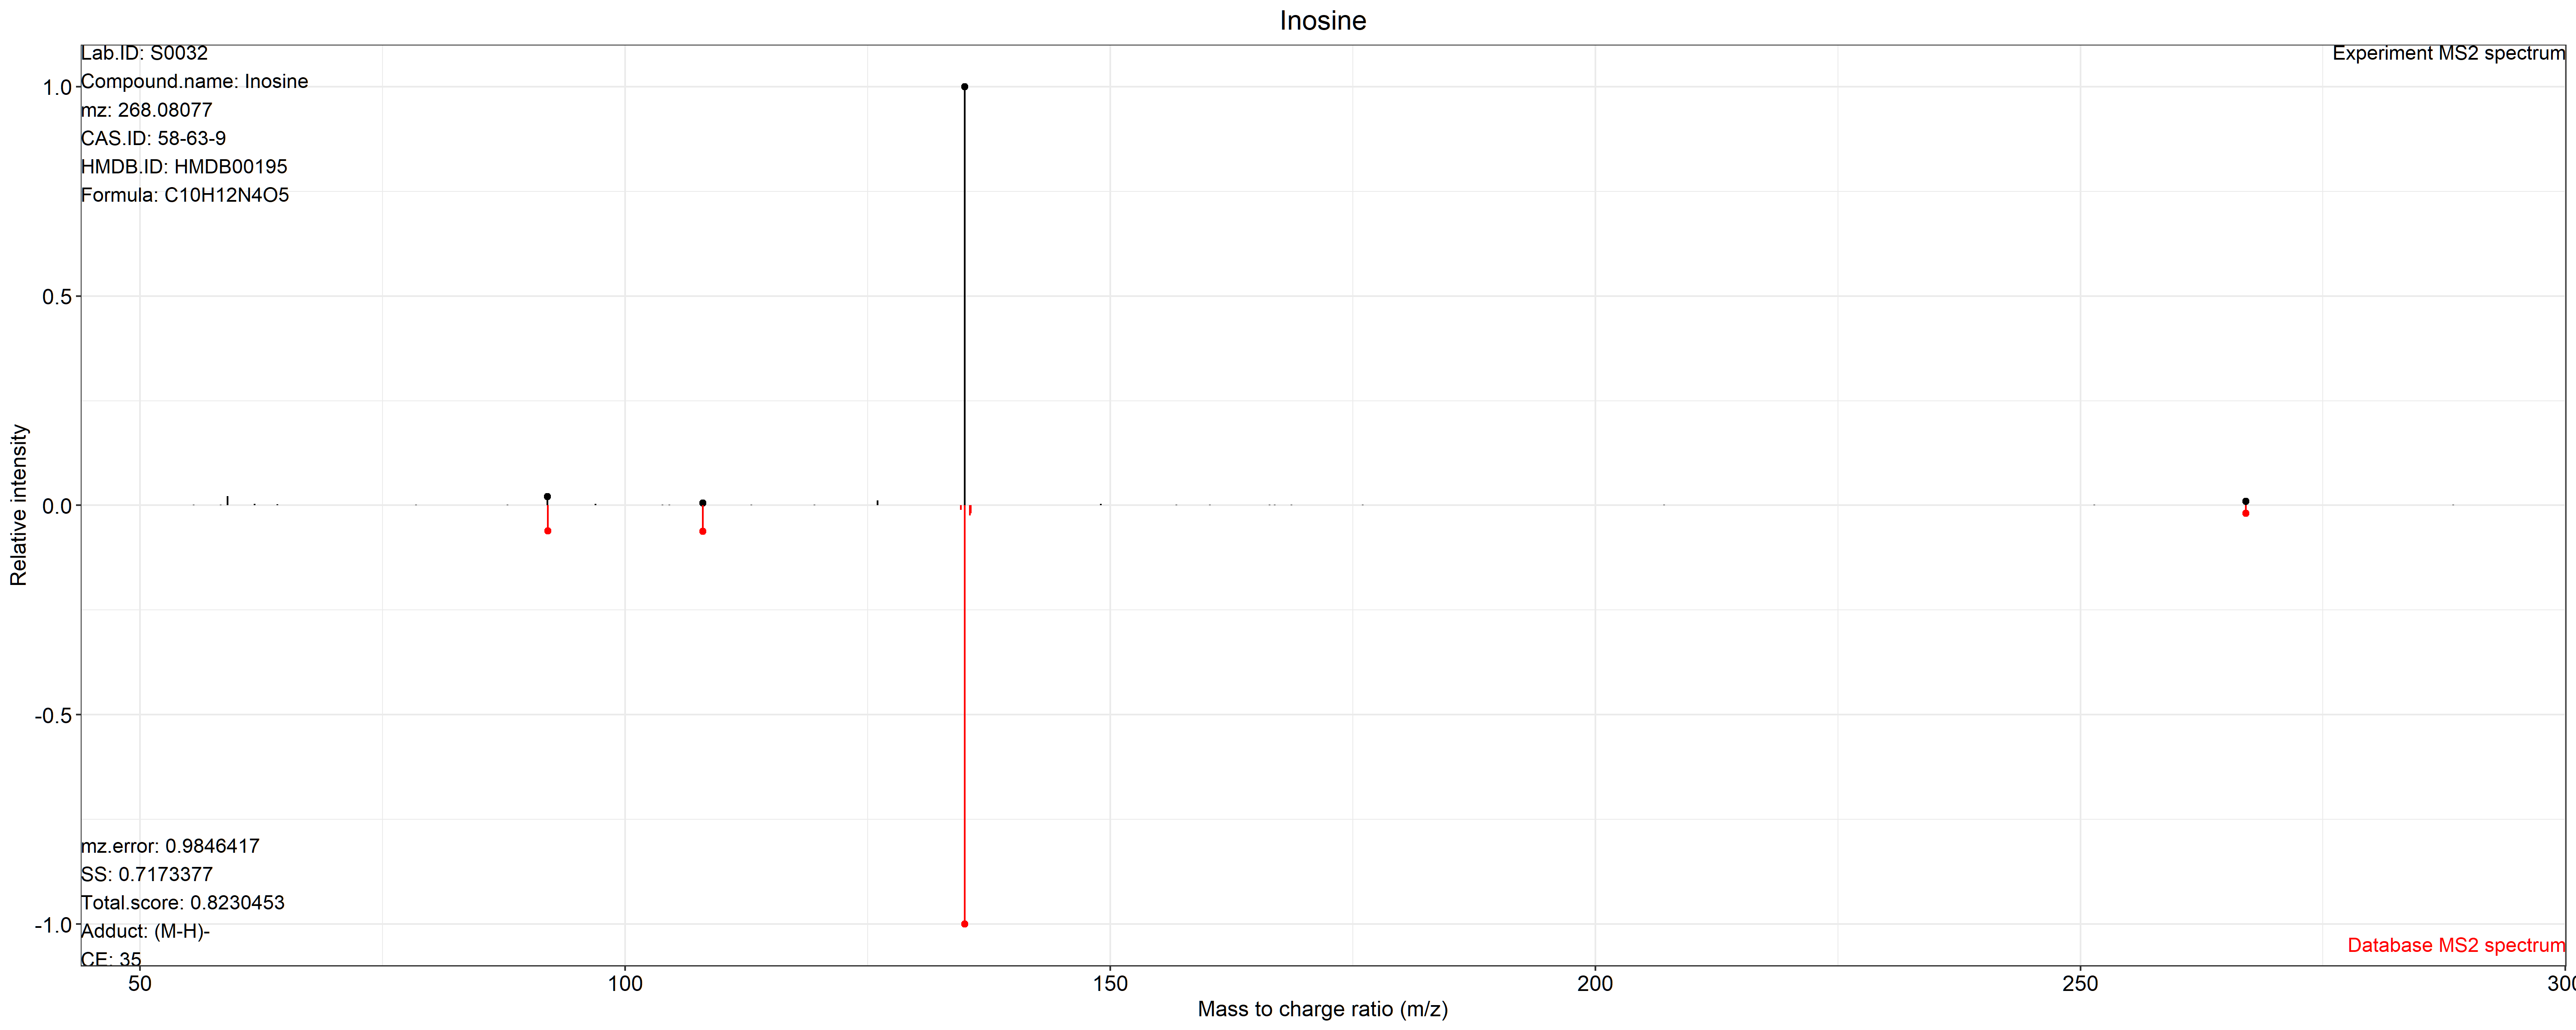 Inosine
Lab.ID: S0032
Experiment MS2 spectrum
Compound.name: Inosine
mz: 268.08077
CAS.ID: 58-63-9
HMDB.ID: HMDB00195
Formula: C10H12N4O5
1.0
0.5
0.0
-0.5
-1.0
Relative intensity
mz.error: 0.9846417
SS: 0.7173377
Total.score: 0.8230453
Adduct: (M-H)-
CE: 35
Database MS2 spectrum
50 100 150 200 250 300
Mass to charge ratio (m/z)